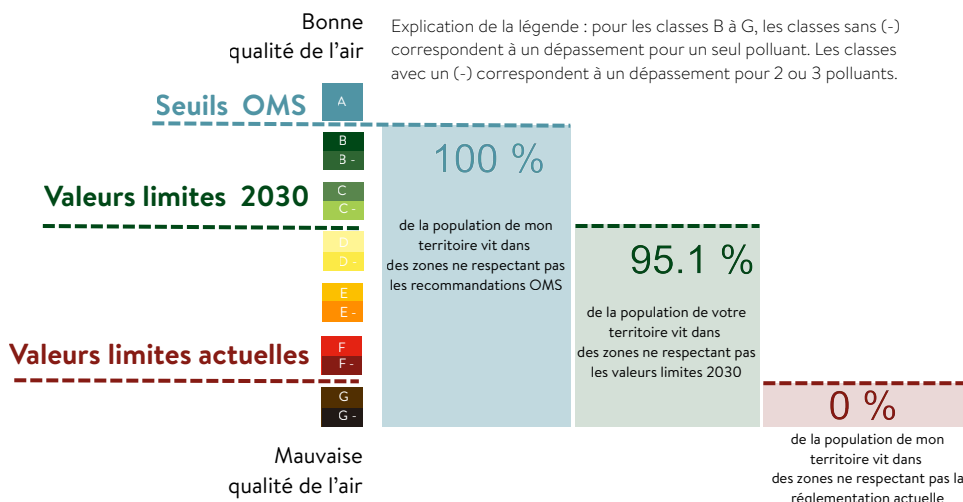 Bonne
qualité de l'air
Explication de la légende : pour les classes B à G, les classes sans (-)
correspondent à un dépassement pour un seul polluant. Les classes
avec un (-) correspondent à un dépassement pour 2 ou 3 polluants.
Seuils OMS
A
B
B -
Valeurs limites 2030
C
C -
D
D -
E
E -
Valeurs limites actuelles
F
F -
G
G -
Mauvaise
qualité de l'air
100 %
de la population de mon
territoire vit dans
des zones ne respectant pas
les recommandations OMS
95.1 %
de la population de votre
territoire vit dans
des zones ne respectant pas
les valeurs limites 2030
0 %
de la population de mon
territoire vit dans
des zones ne respectant pas la
réglementation actuelle